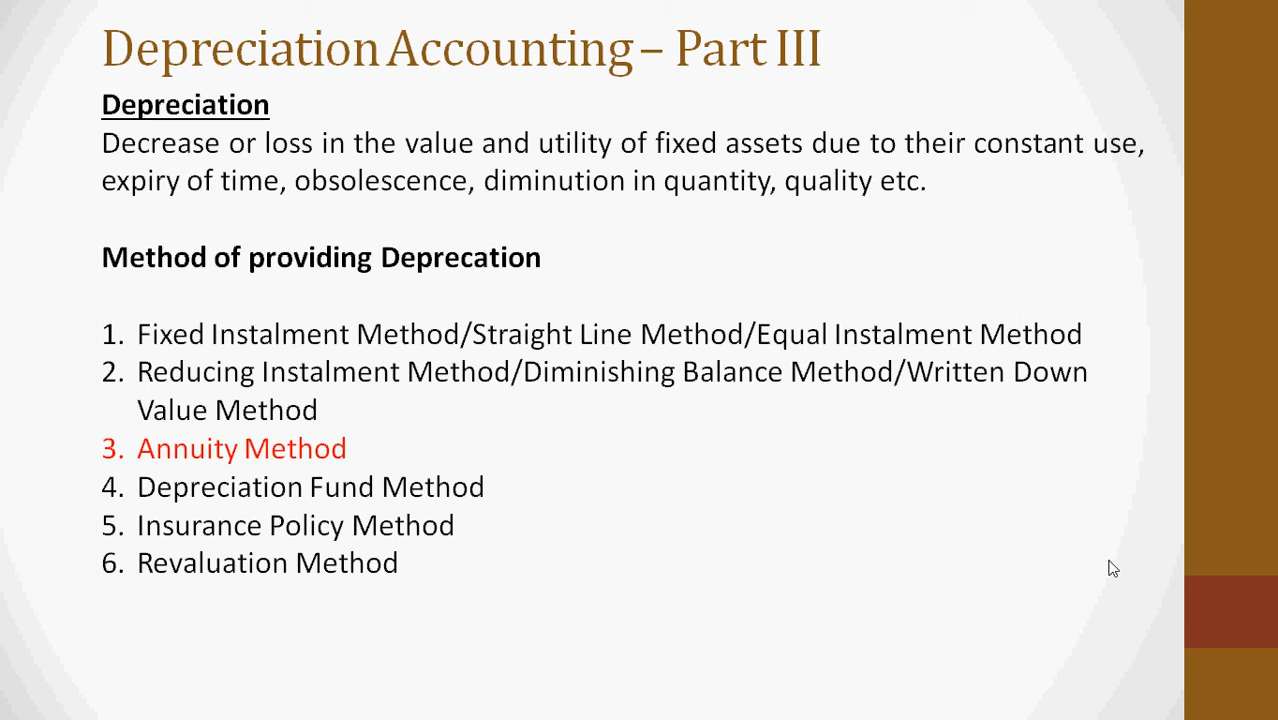 Depreciation Accounting – Part III
Depreciation
Decrease or loss in the value and utility of fixed assets due to their constant use,
expiry of time, obsolescence, diminution in quantity, quality etc.
Method of providing Deprecation
1. Fixed Instalment Method/Straight Line Method/Equal Instalment Method
2. Reducing Instalment Method/Diminishing Balance Method/Written Down
Value Method
3. Annuity Method
4. Depreciation Fund Method
5. Insurance Policy Method
6. Revaluation Method